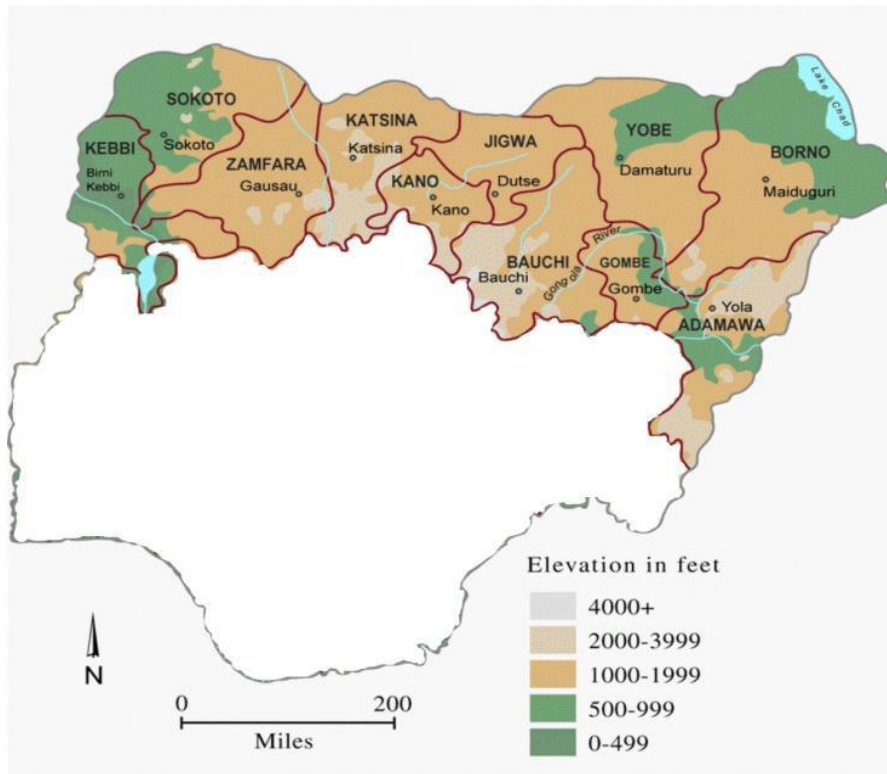 SOKOTO
Sokoto
KEBBI
Birni
Kebbi
ZAMFARA
Gausau
KATSINA
Katsina
KANO
Kano
JIGWA
Dutse
YOBE
Damaturu
Lake Chad
BORNO
Maiduguri
BAUCHI
Bauchi
Gongola River
GOMBE
Gombe
Yola
ADAMAWA
Elevation in feet
4000+
2000-3999
1000-1999
500-999
0-499
N
0 200
Miles